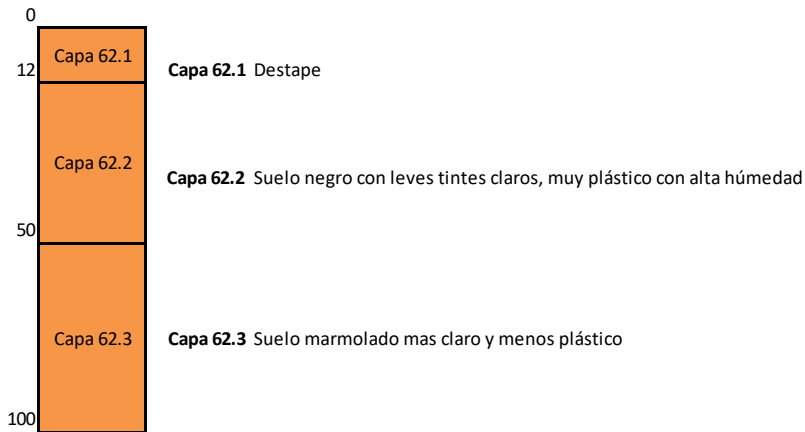 0
Capa 62.1
12
Capa 62.1 Destape
Capa 62.2
Capa 62.2 Suelo negro con leves tintes claros, muy plástico con alta húmedad
50
Capa 62.3
Capa 62.3 Suelo marmolado mas claro y menos plástico
100